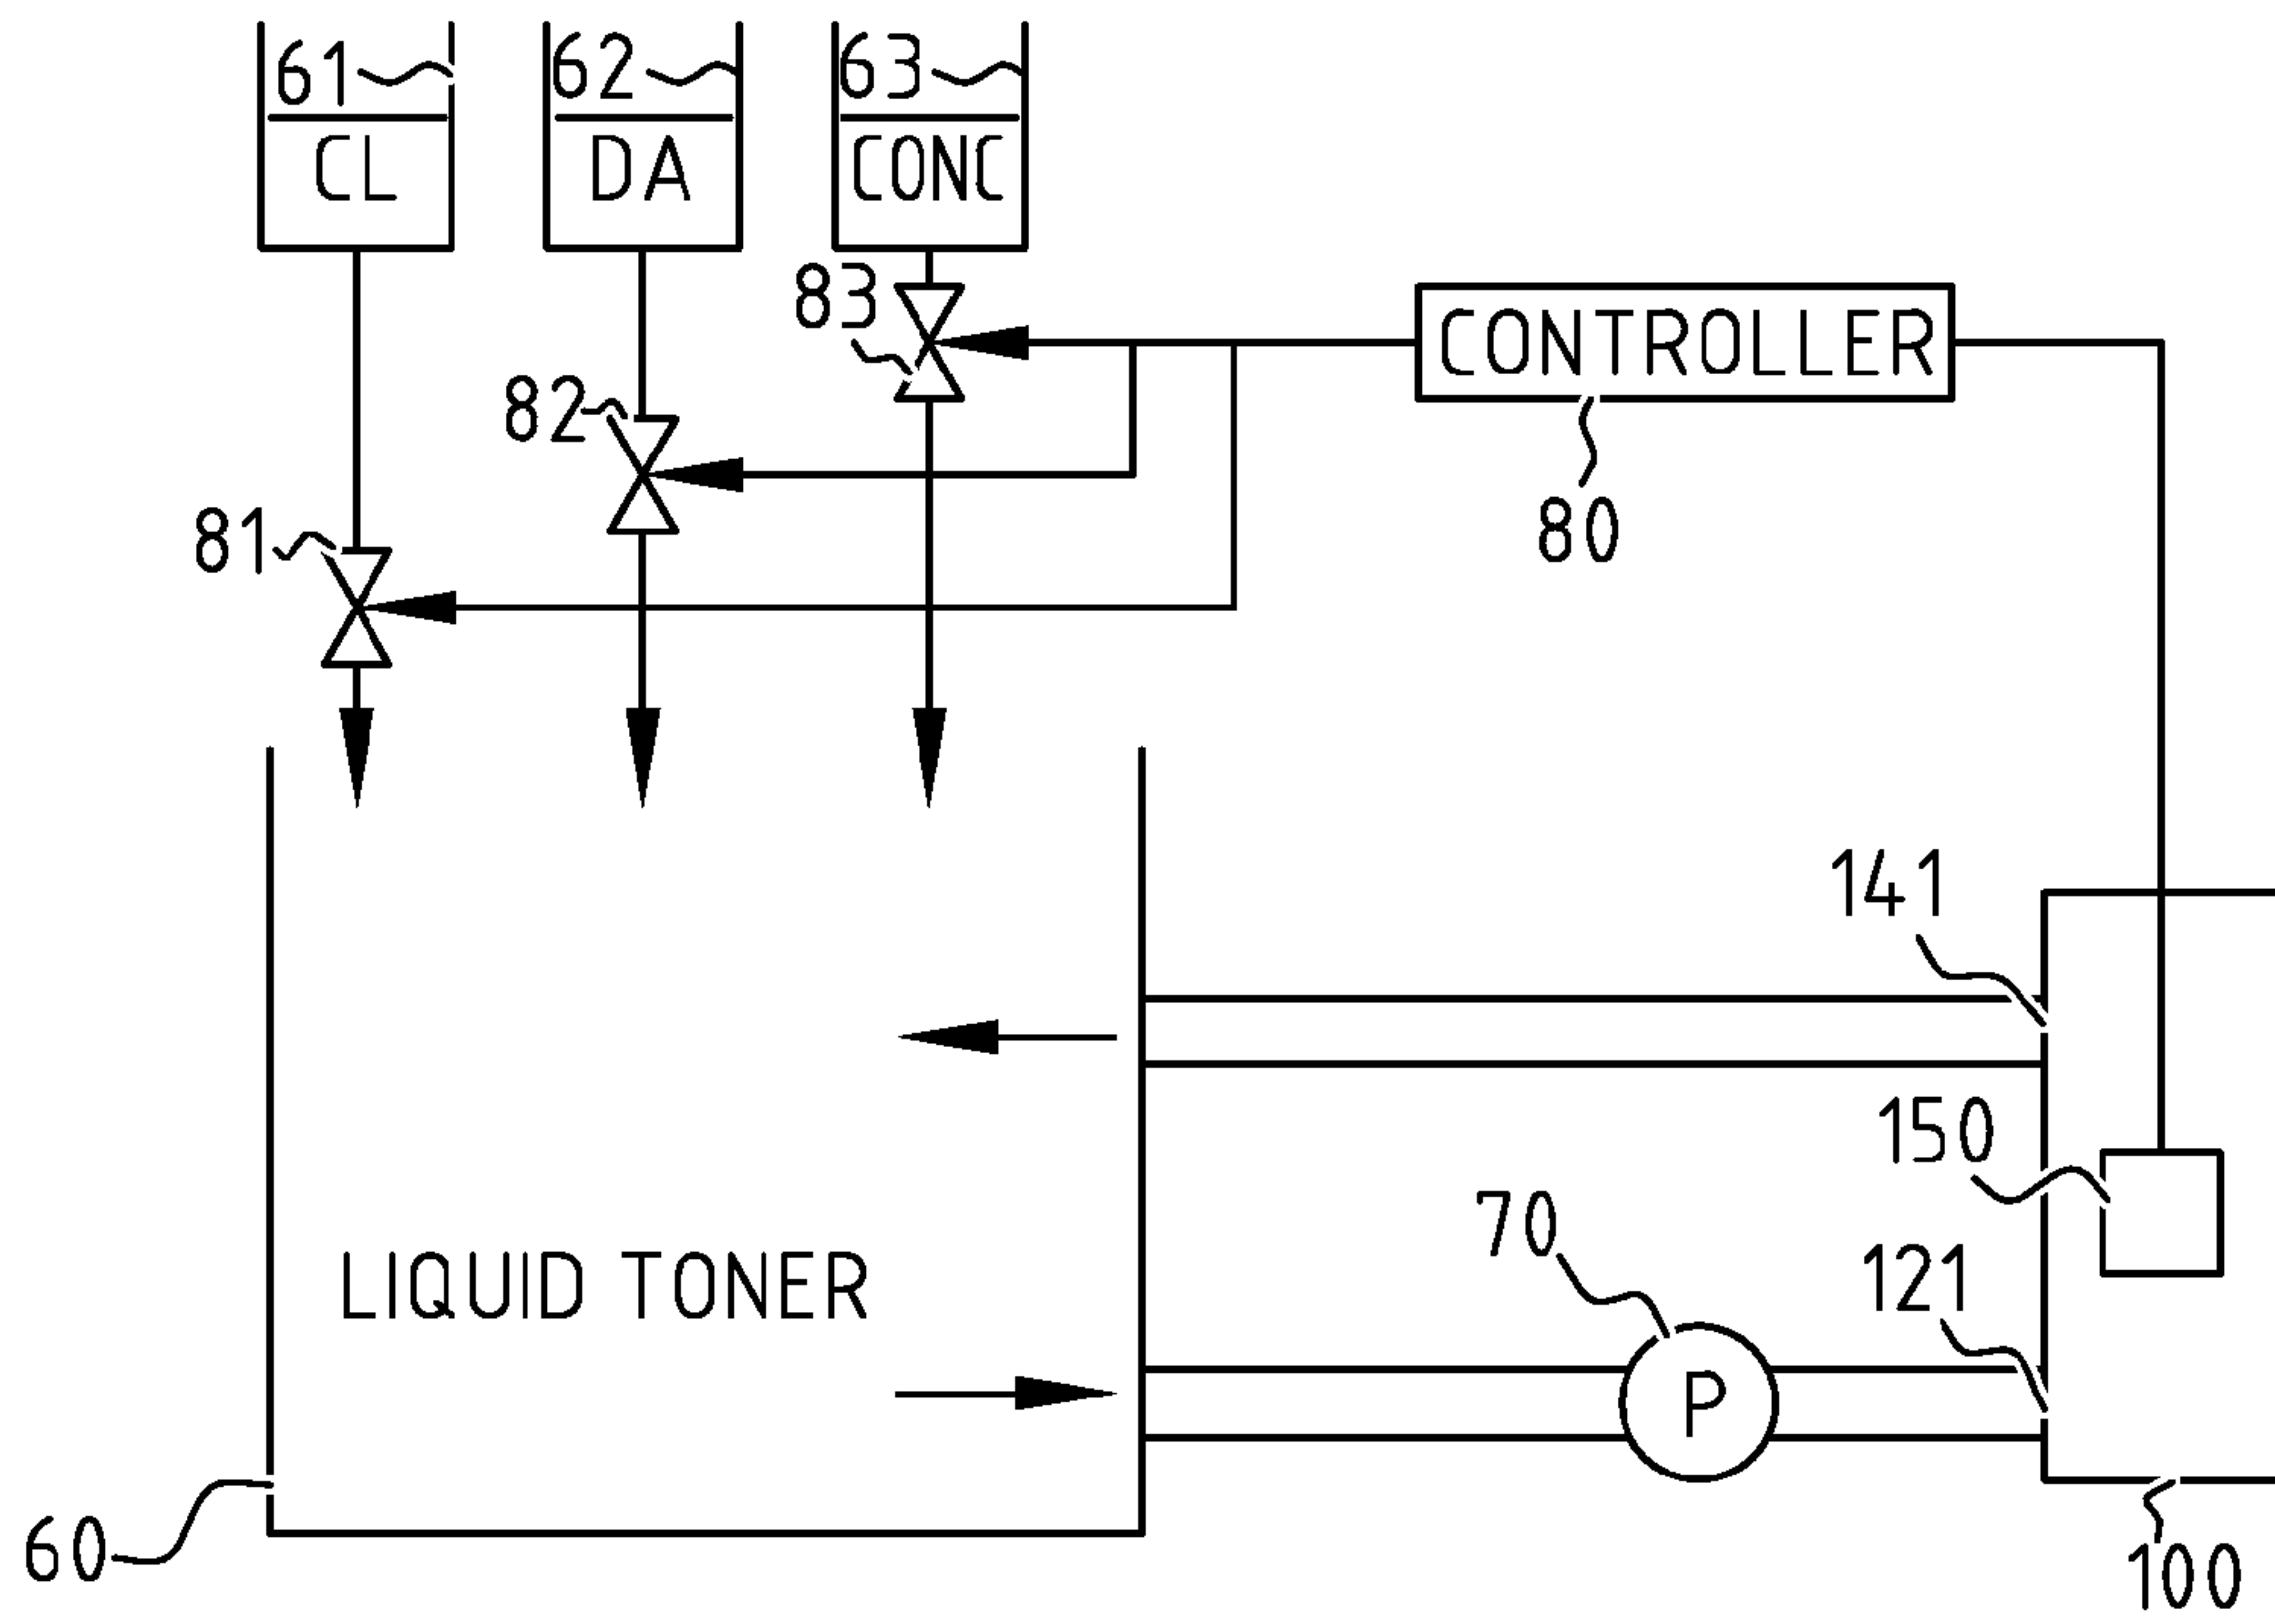 61
CL
62
DA
63
CONC
83
CONTROLLER
82
80
81
141
150
70
121
LIQUID TONER
P
60
100